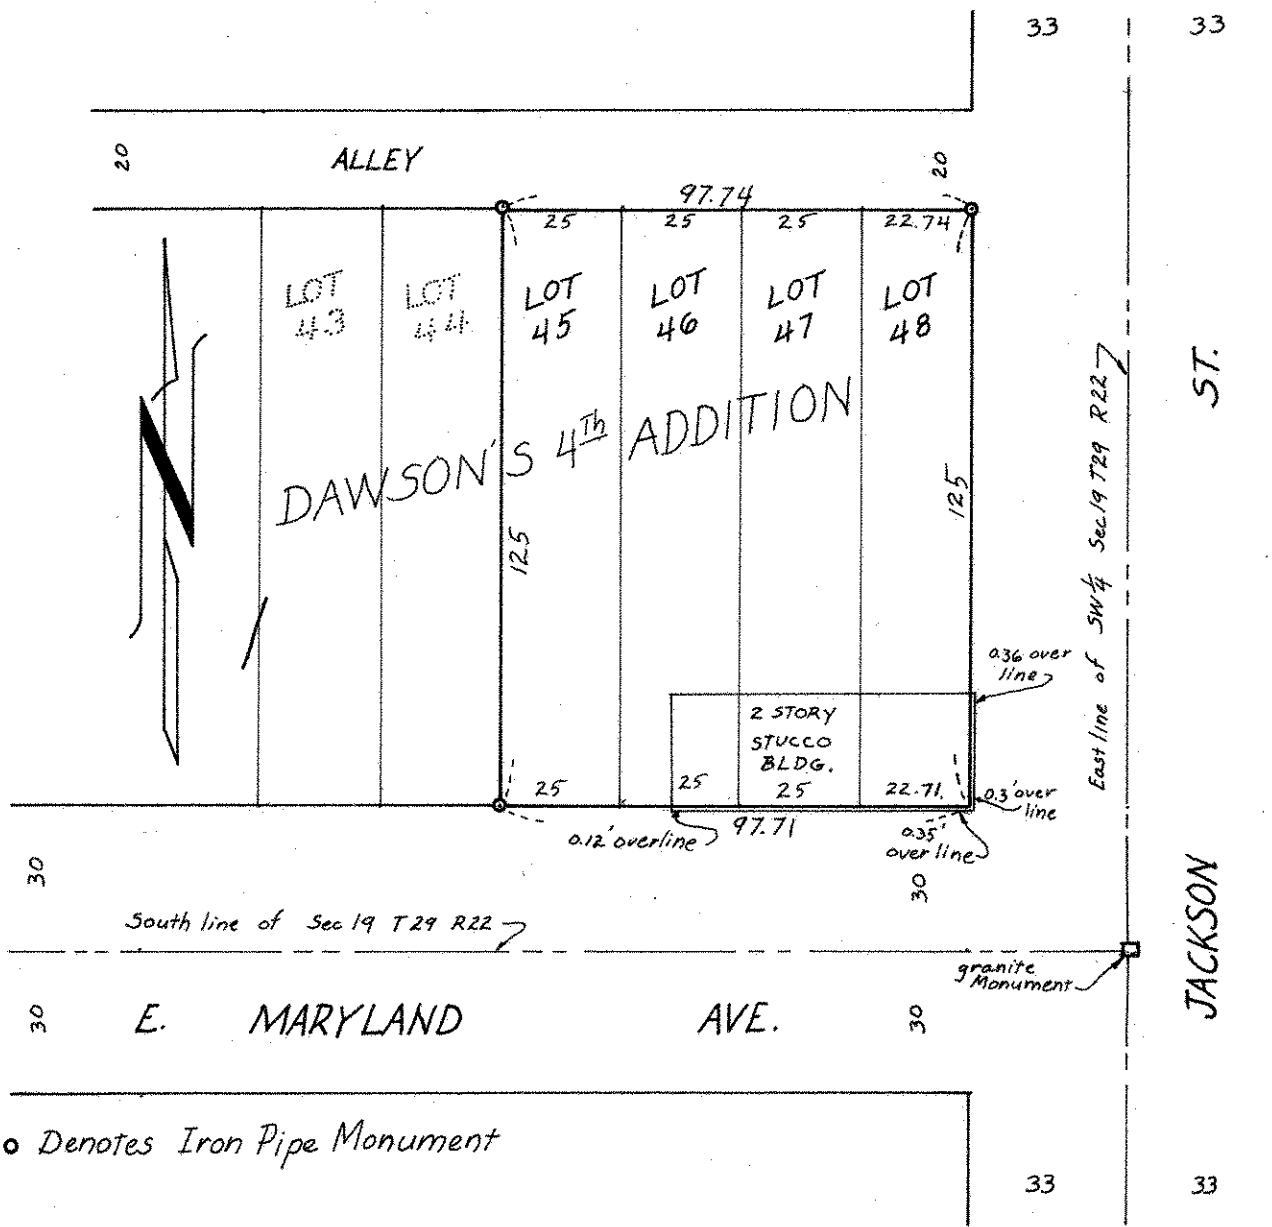 33
33
20
ALLEY
20
97.74
25
25
25
22.74
LOT
43
LOT
44
LOT
45
LOT
46
LOT
47
LOT
48
N
DAWSON'S 4Th ADDITION
125
125
East line of SW¼ Sec 19 T29 R22
ST.
0.36 over
line
2 STORY
STUCCO
BLDG.
25
25
25
22.71
0.3' over
line
97.71
0.12' overline
0.35'
over line
30
30
South line of Sec 19 T29 R22
JACKSON
granite
Monument
30
E. MARYLAND AVE.
30
o Denotes Iron Pipe Monument
33
33